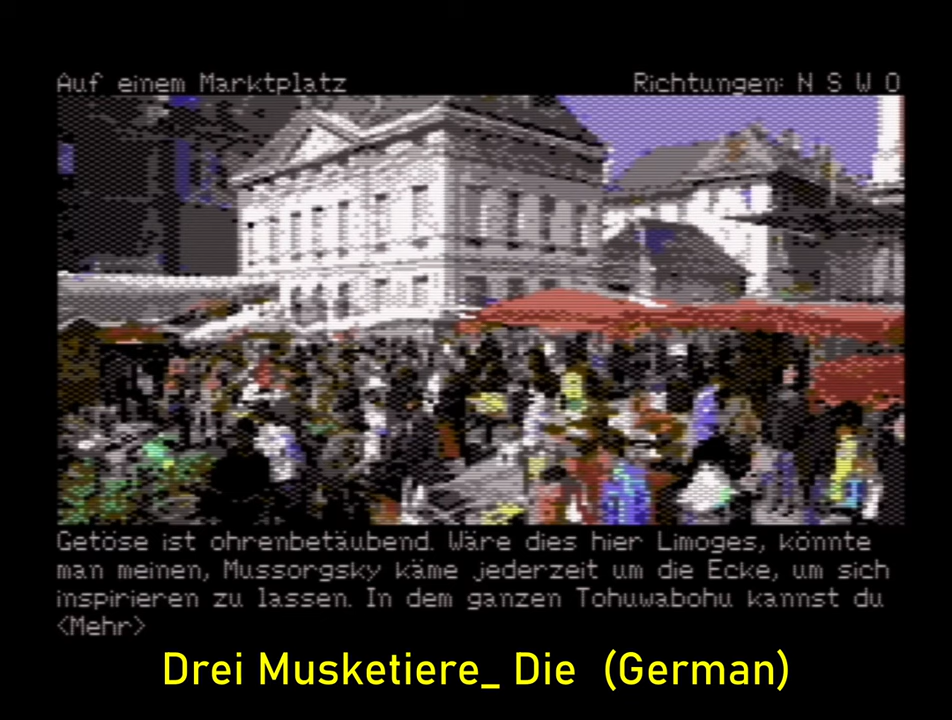 Auf einem Marktplatz Richtungen: N S W O
Getöse ist ohrenbetäubend. Wäre dies hier Limoges, könnte
man meinen, Mussorgsky käme jederzeit um die Ecke, um sich
inspirieren zu lassen. In dem ganzen Tohuwabohu kannst du
<Mehr>
Drei Musketiere_ Die (German)